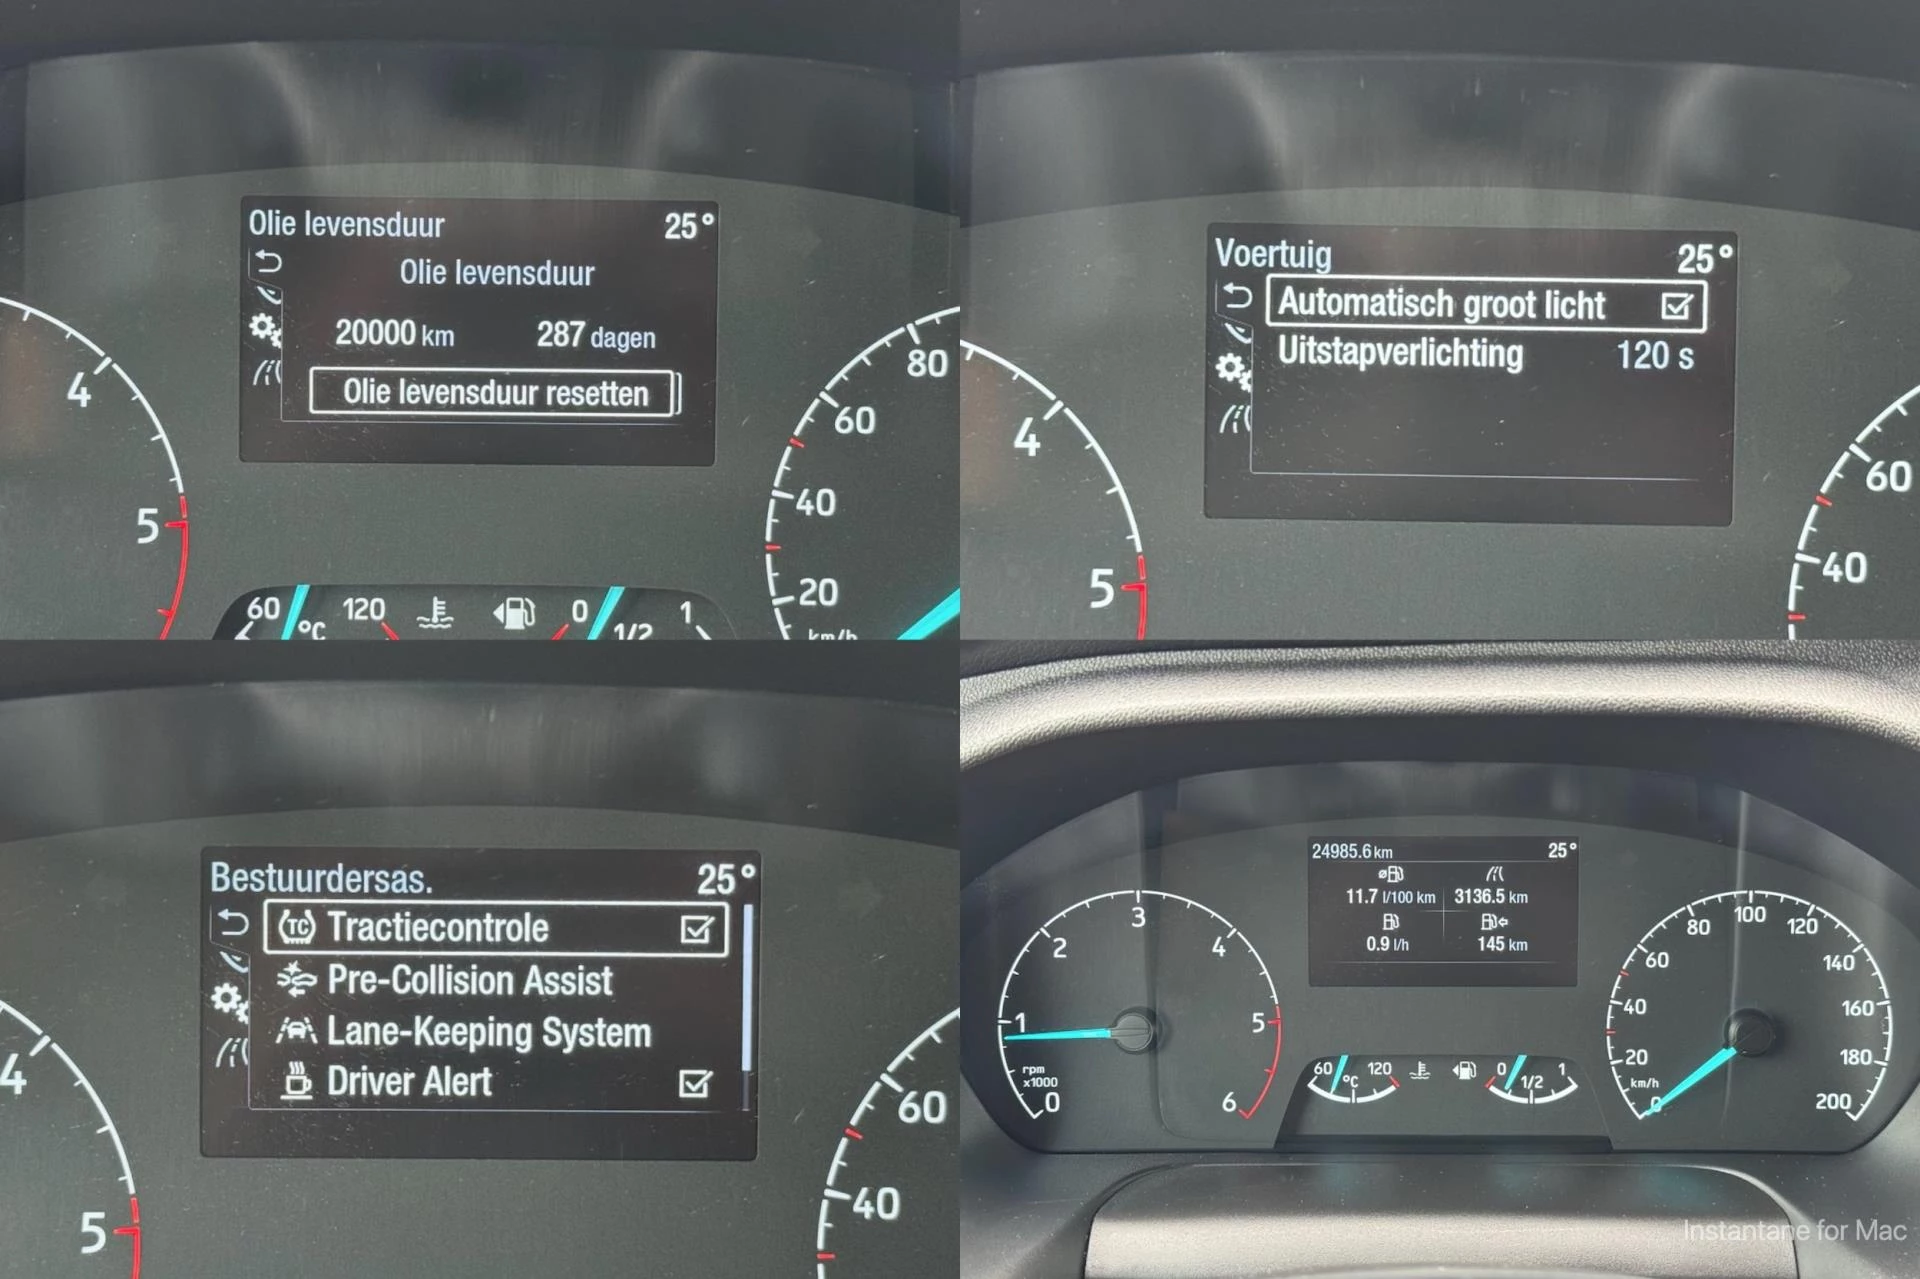 Olie levensduur 25°
Olie levensduur
20000 km 287 dagen
Olie levensduur resetten
4
5
80
60
40
20
km/h
60 °C 120
0 1/2 1
Voertuig 25°
Automatisch groot licht
Uitstapverlichting 120 s
4
5
60
40
Bestuurdersas. 25°
TC Tractiecontrole
Pre-Collision Assist
Lane-Keeping System
Driver Alert
4
5
60
40
24985.6 km 25°
11.7 l/100 km 3136.5 km
0.9 l/h 145 km
0 1 2 3 4 5 6
rpm
x1000
60 °C 120
0 1/2 1
0 20 40 60 80 100 120 140 160 180 200
km/h
Instantane for Mac